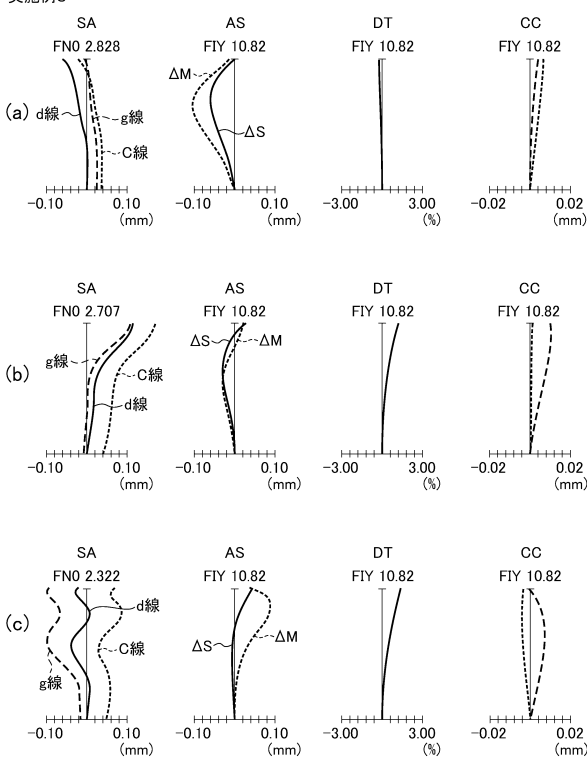 SA AS DT CC
FNO 2.828 FIY 10.82 FIY 10.82 FIY 10.82
(a) d線 g線 C線 ΔM ΔS
-0.10 0.10 -0.10 0.10 -3.00 3.00 -0.02 0.02
(mm) (mm) (%) (mm)
SA AS DT CC
FNO 2.707 FIY 10.82 FIY 10.82 FIY 10.82
(b) g線 C線 d線 ΔS ΔM
-0.10 0.10 -0.10 0.10 -3.00 3.00 -0.02 0.02
(mm) (mm) (%) (mm)
SA AS DT CC
FNO 2.322 FIY 10.82 FIY 10.82 FIY 10.82
(c) d線 C線 g線 ΔS ΔM
-0.10 0.10 -0.10 0.10 -3.00 3.00 -0.02 0.02
(mm) (mm) (%) (mm)